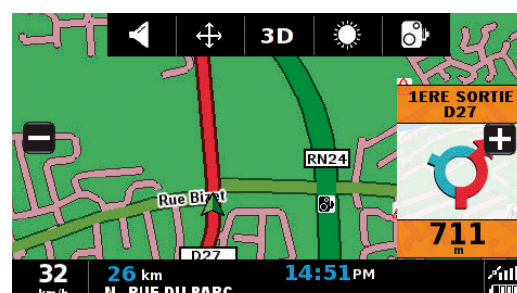 3D
1ERE SORTIE
D27
RN24
Rue Bizet
D27
711
m
32
km/h
26 km
14:51PM
N RUE DU PARC